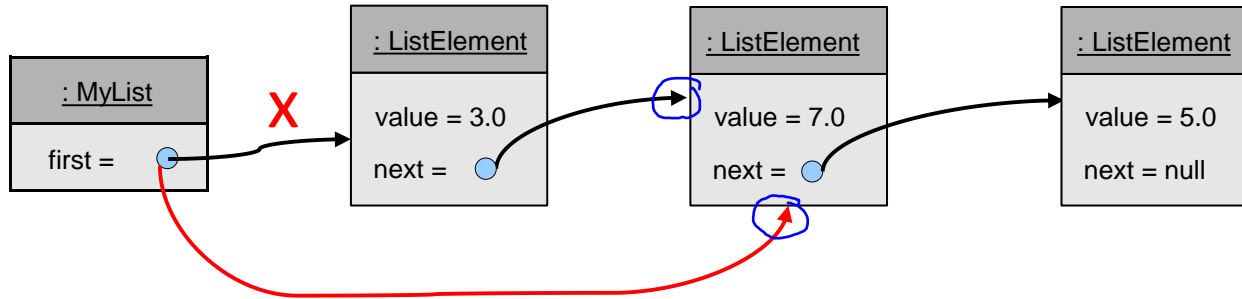 : MyList
first =
X
: ListElement
value = 3.0
next =
: ListElement
value = 7.0
next =
: ListElement
value = 5.0
next = null